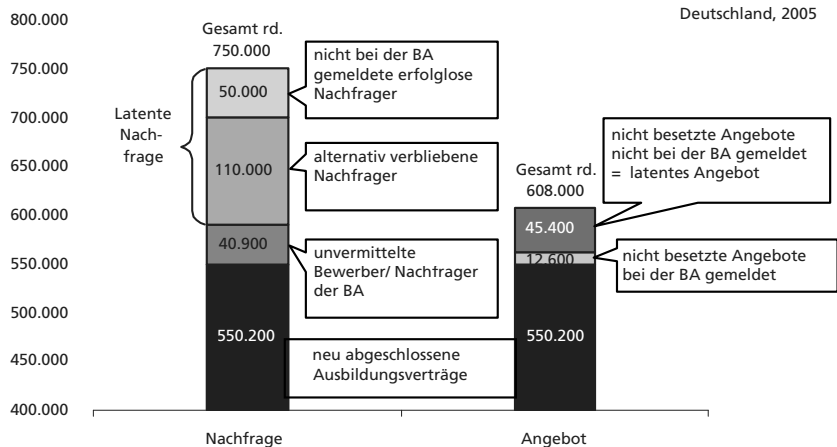 Deutschland, 2005
800.000
750.000
700.000
650.000
600.000
550.000
500.000
450.000
400.000
Gesamt rd.
750.000
50.000
110.000
40.900
550.200
Latente
Nach-
frage
nicht bei der BA
gemeldete erfolglose
Nachfrager
alternativ verbliebene
Nachfrager
unvermittelte
Bewerber/ Nachfrager
der BA
neu abgeschlossene
Ausbildungsverträge
Gesamt rd.
608.000
45.400
12.600
550.200
nicht besetzte Angebote
nicht bei der BA gemeldet
= latentes Angebot
nicht besetzte Angebote
bei der BA gemeldet
Nachfrage
Angebot